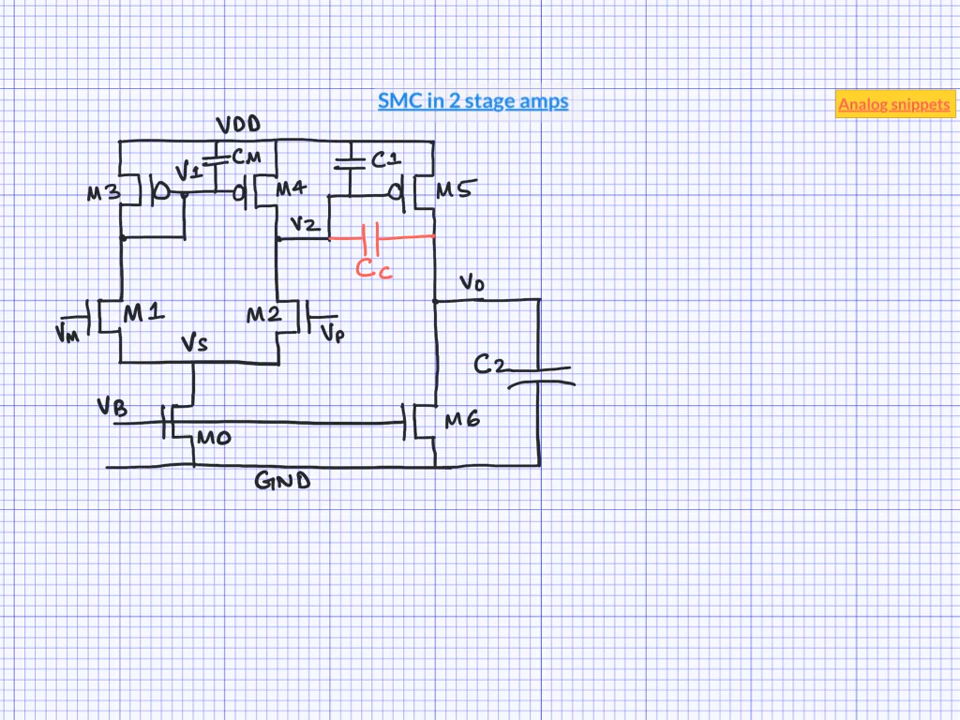 SMC in 2 stage amps
Analog snippets
VDD
V1
CM
C1
M3
M4
M5
V2
Cc
Vo
M1
M2
VM
VP
Vs
C2
VB
M0
M6
GND